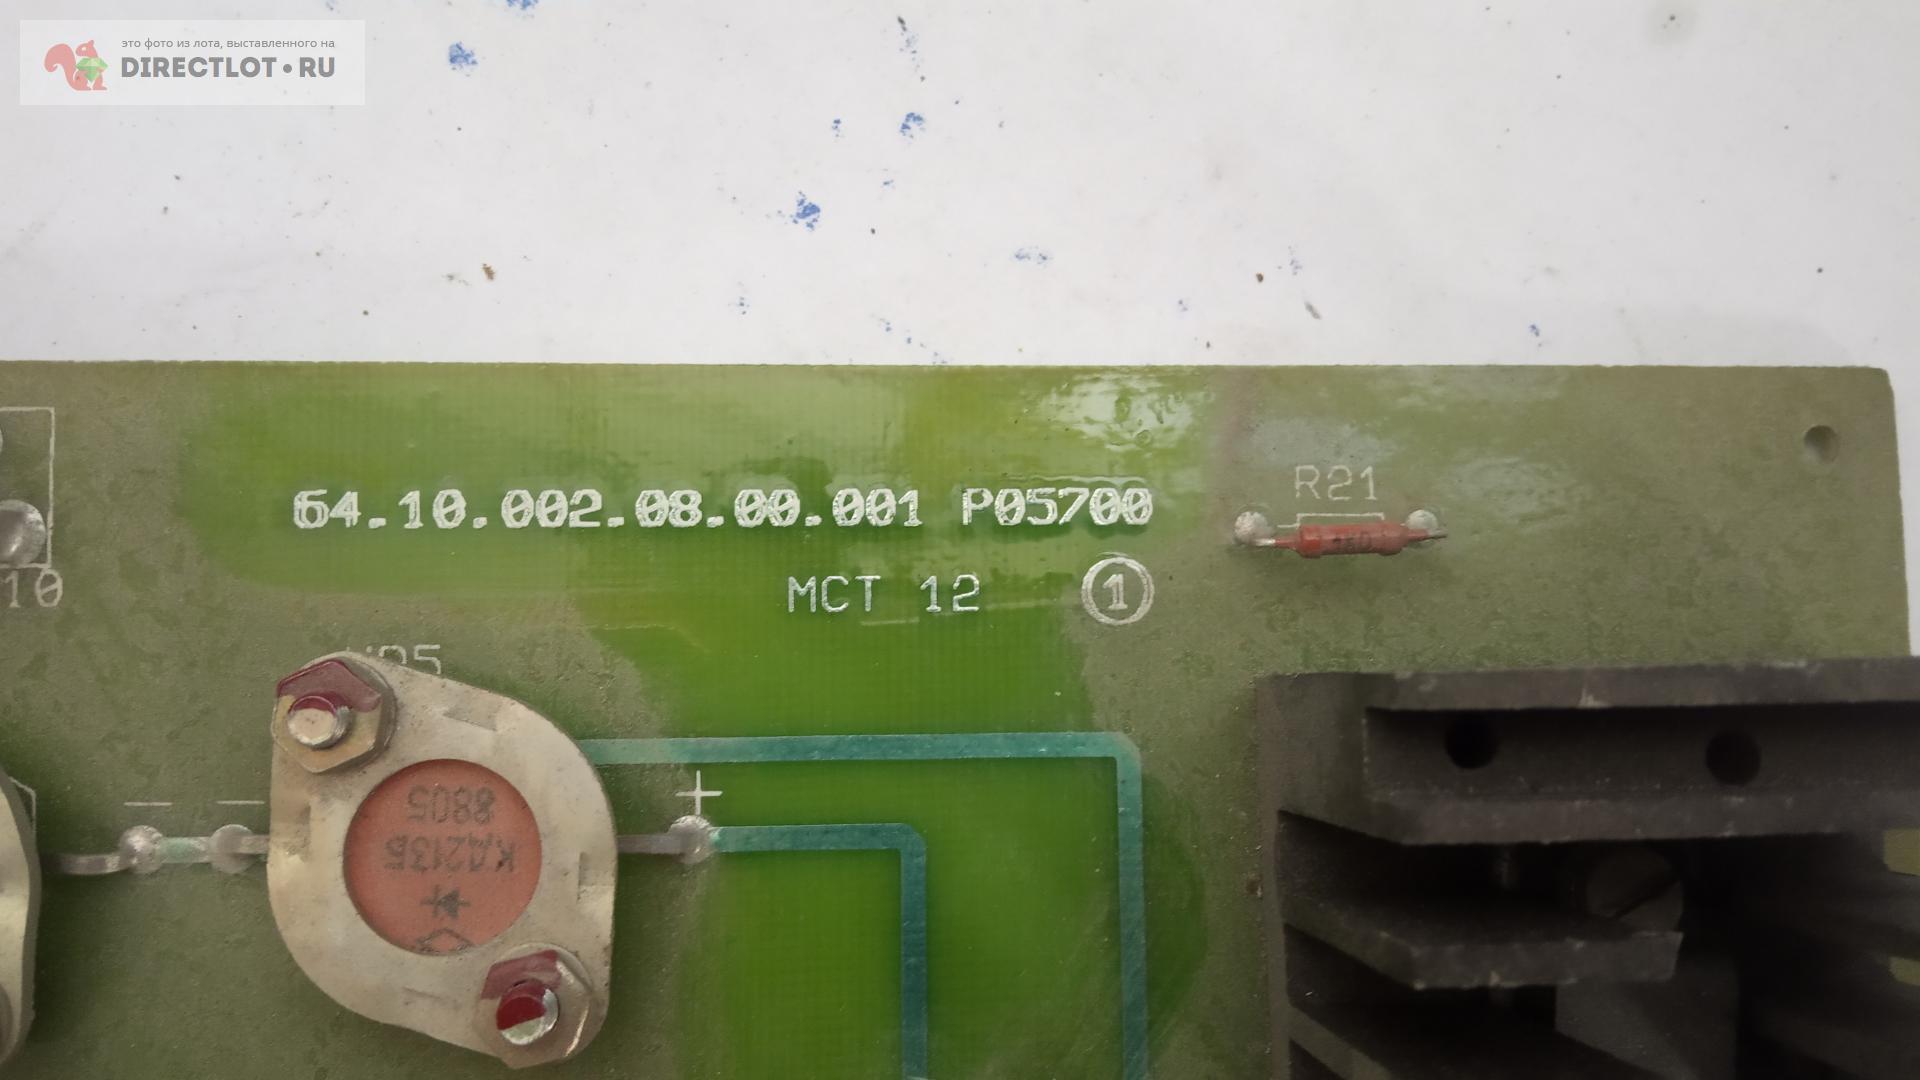 это фото из лота, выставленного на
DIRECTLOT•RU
64.10.002.08.00.001 P05700
МСТ 12 ①
R21
10
8805
КД213Б
+